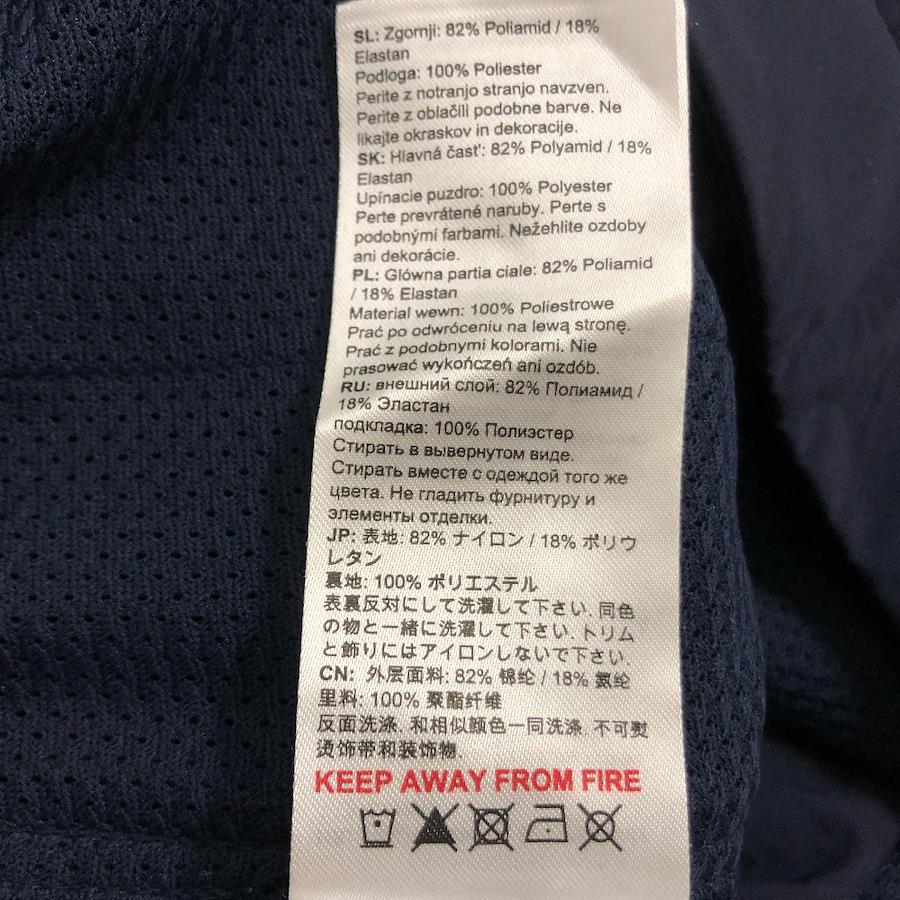 SL: Zgornji: 82% Poliamid / 18%
Elastan
Podloga: 100% Poliester
Perite z notranjo stranjo navzven.
Perite z oblačili podobne barve. Ne
likajte okraskov in dekoracije.
SK: Hlavná časť: 82% Polyamid / 18%
Elastan
Upínacie puzdro: 100% Polyester
Perte prevrátené naruby. Perte s
podobnými farbami. Nežehlite ozdoby
ani dekorácie.
PL: Główna partia ciale: 82% Poliamid
/ 18% Elastan
Material wewn: 100% Poliestrowe
Prać po odwróceniu na lewą stronę.
Prać z podobnymi kolorami. Nie
prasować wykończeń ani ozdób.
RU: внешний слой: 82% Полиамид /
18% Эластан
подкладка: 100% Полиэстер
Стирать в вывернутом виде.
Стирать вместе с одеждой того же
цвета. Не гладить фурнитуру и
элементы отделки.
JP: 表地: 82% ナイロン / 18% ポリウ
レタン
裏地: 100% ポリエステル
表裏反対にして洗濯して下さい. 同色
の物と一緒に洗濯して下さい. トリム
と飾りにはアイロンしないで下さい.
CN: 外层面料: 82% 锦纶 / 18% 氨纶
里料: 100% 聚酯纤维
反面洗涤. 和相似颜色一同洗涤. 不可熨
烫饰带和装饰物.
KEEP AWAY FROM FIRE